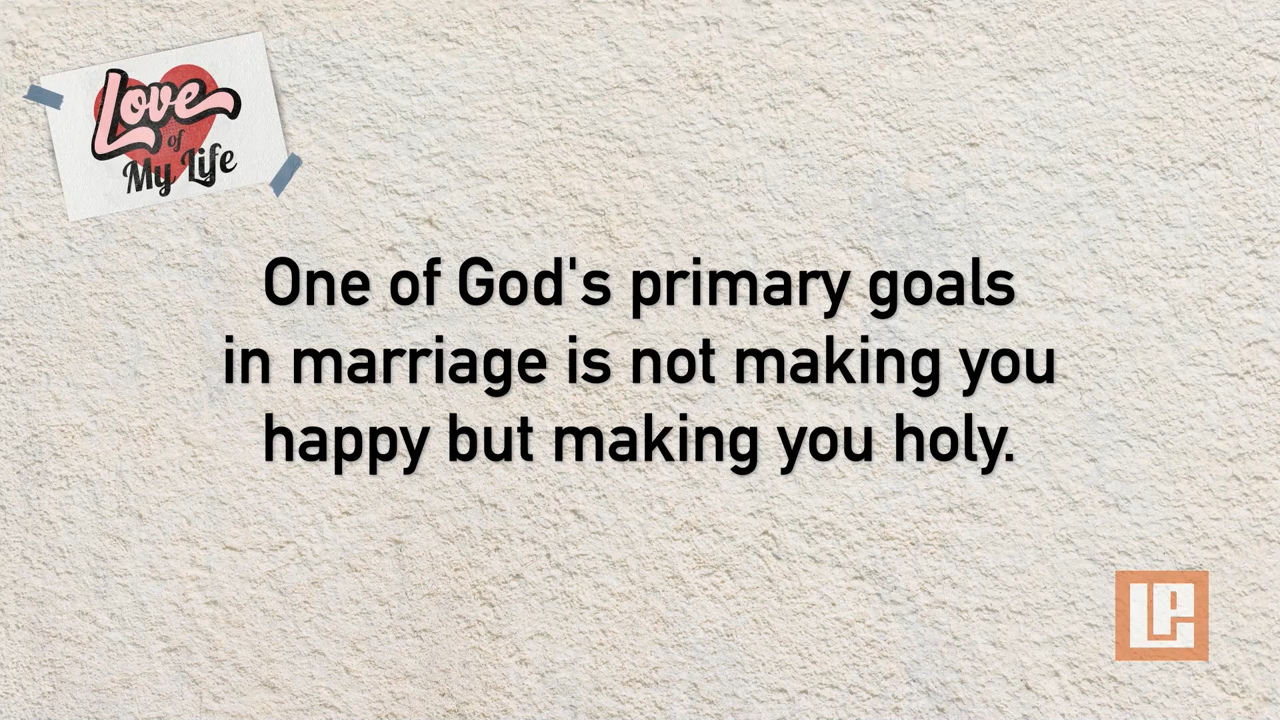 Love
of
My Life
One of God's primary goals
in marriage is not making you
happy but making you holy.
LP